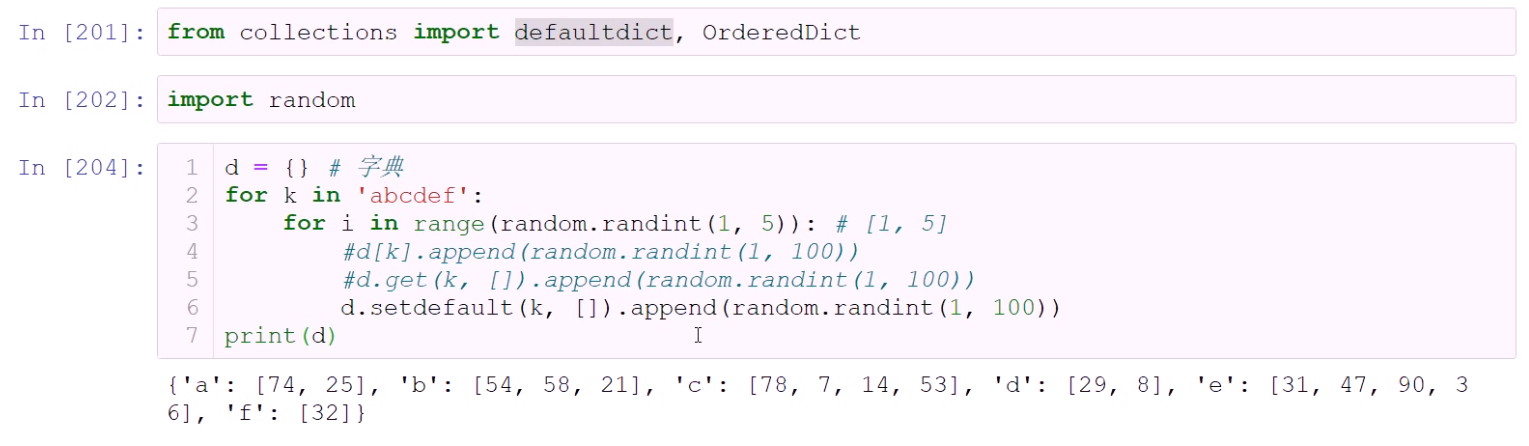 In [201]: from collections import defaultdict, OrderedDict
In [202]: import random
In [204]: 1 d = {} # 字典
2 for k in 'abcdef':
3     for i in range(random.randint(1, 5)): # [1, 5]
4         #d[k].append(random.randint(1, 100))
5         #d.get(k, []).append(random.randint(1, 100))
6         d.setdefault(k, []).append(random.randint(1, 100))
7 print(d)
{'a': [74, 25], 'b': [54, 58, 21], 'c': [78, 7, 14, 53], 'd': [29, 8], 'e': [31, 47, 90, 3
6], 'f': [32]}